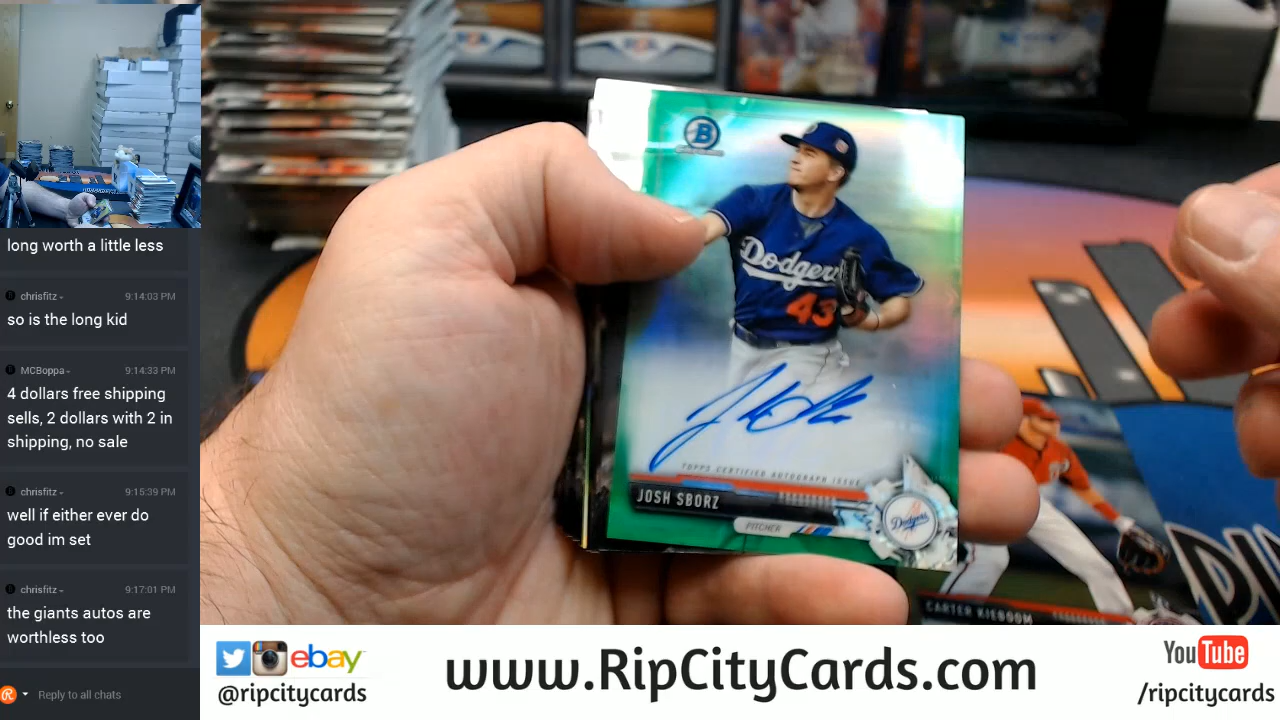 long worth a little less
chrisfitz
9:14:03 PM
so is the long kid
MCBoppa
9:14:33 PM
4 dollars free shipping
sells, 2 dollars with 2 in
shipping, no sale
chrisfitz
9:15:39 PM
well if either ever do
good im set
chrisfitz
9:17:01 PM
the giants autos are
worthless too
R
Reply to all chats
B
Dodgers
43
TOPPS CERTIFIED AUTOGRAPH ISSUE
JOSH SBORZ
PITCHER
Dodgers
CARTER KIEBOOM
ebay
@ripcitycards
www.RipCityCards.com
YouTube
/ripcitycards